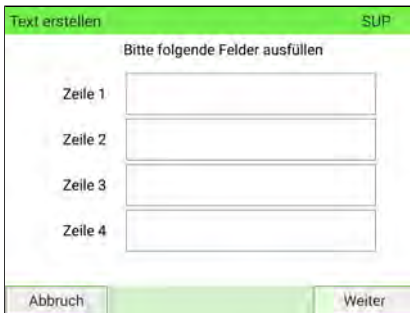 Text erstellen SUP
Bitte folgende Felder ausfüllen
Zeile 1
Zeile 2
Zeile 3
Zeile 4
Abbruch Weiter